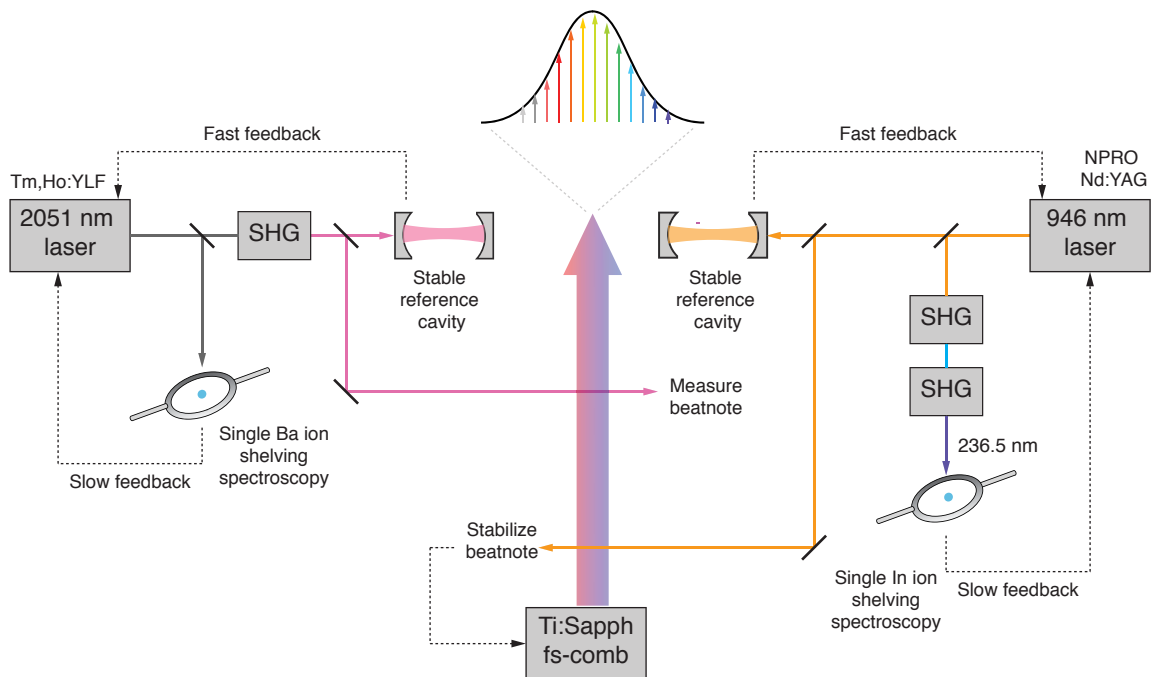 Fast feedback
Fast feedback
Tm,Ho:YLF
NPRO
Nd:YAG
2051 nm
laser
SHG
946 nm
laser
Stable
reference
cavity
Stable
reference
cavity
SHG
SHG
Measure
beatnote
Single Ba ion
shelving
spectroscopy
Slow feedback
236.5 nm
Stabilize
beatnote
Single In ion
shelving
spectroscopy
Slow feedback
Ti:Sapph
fs-comb